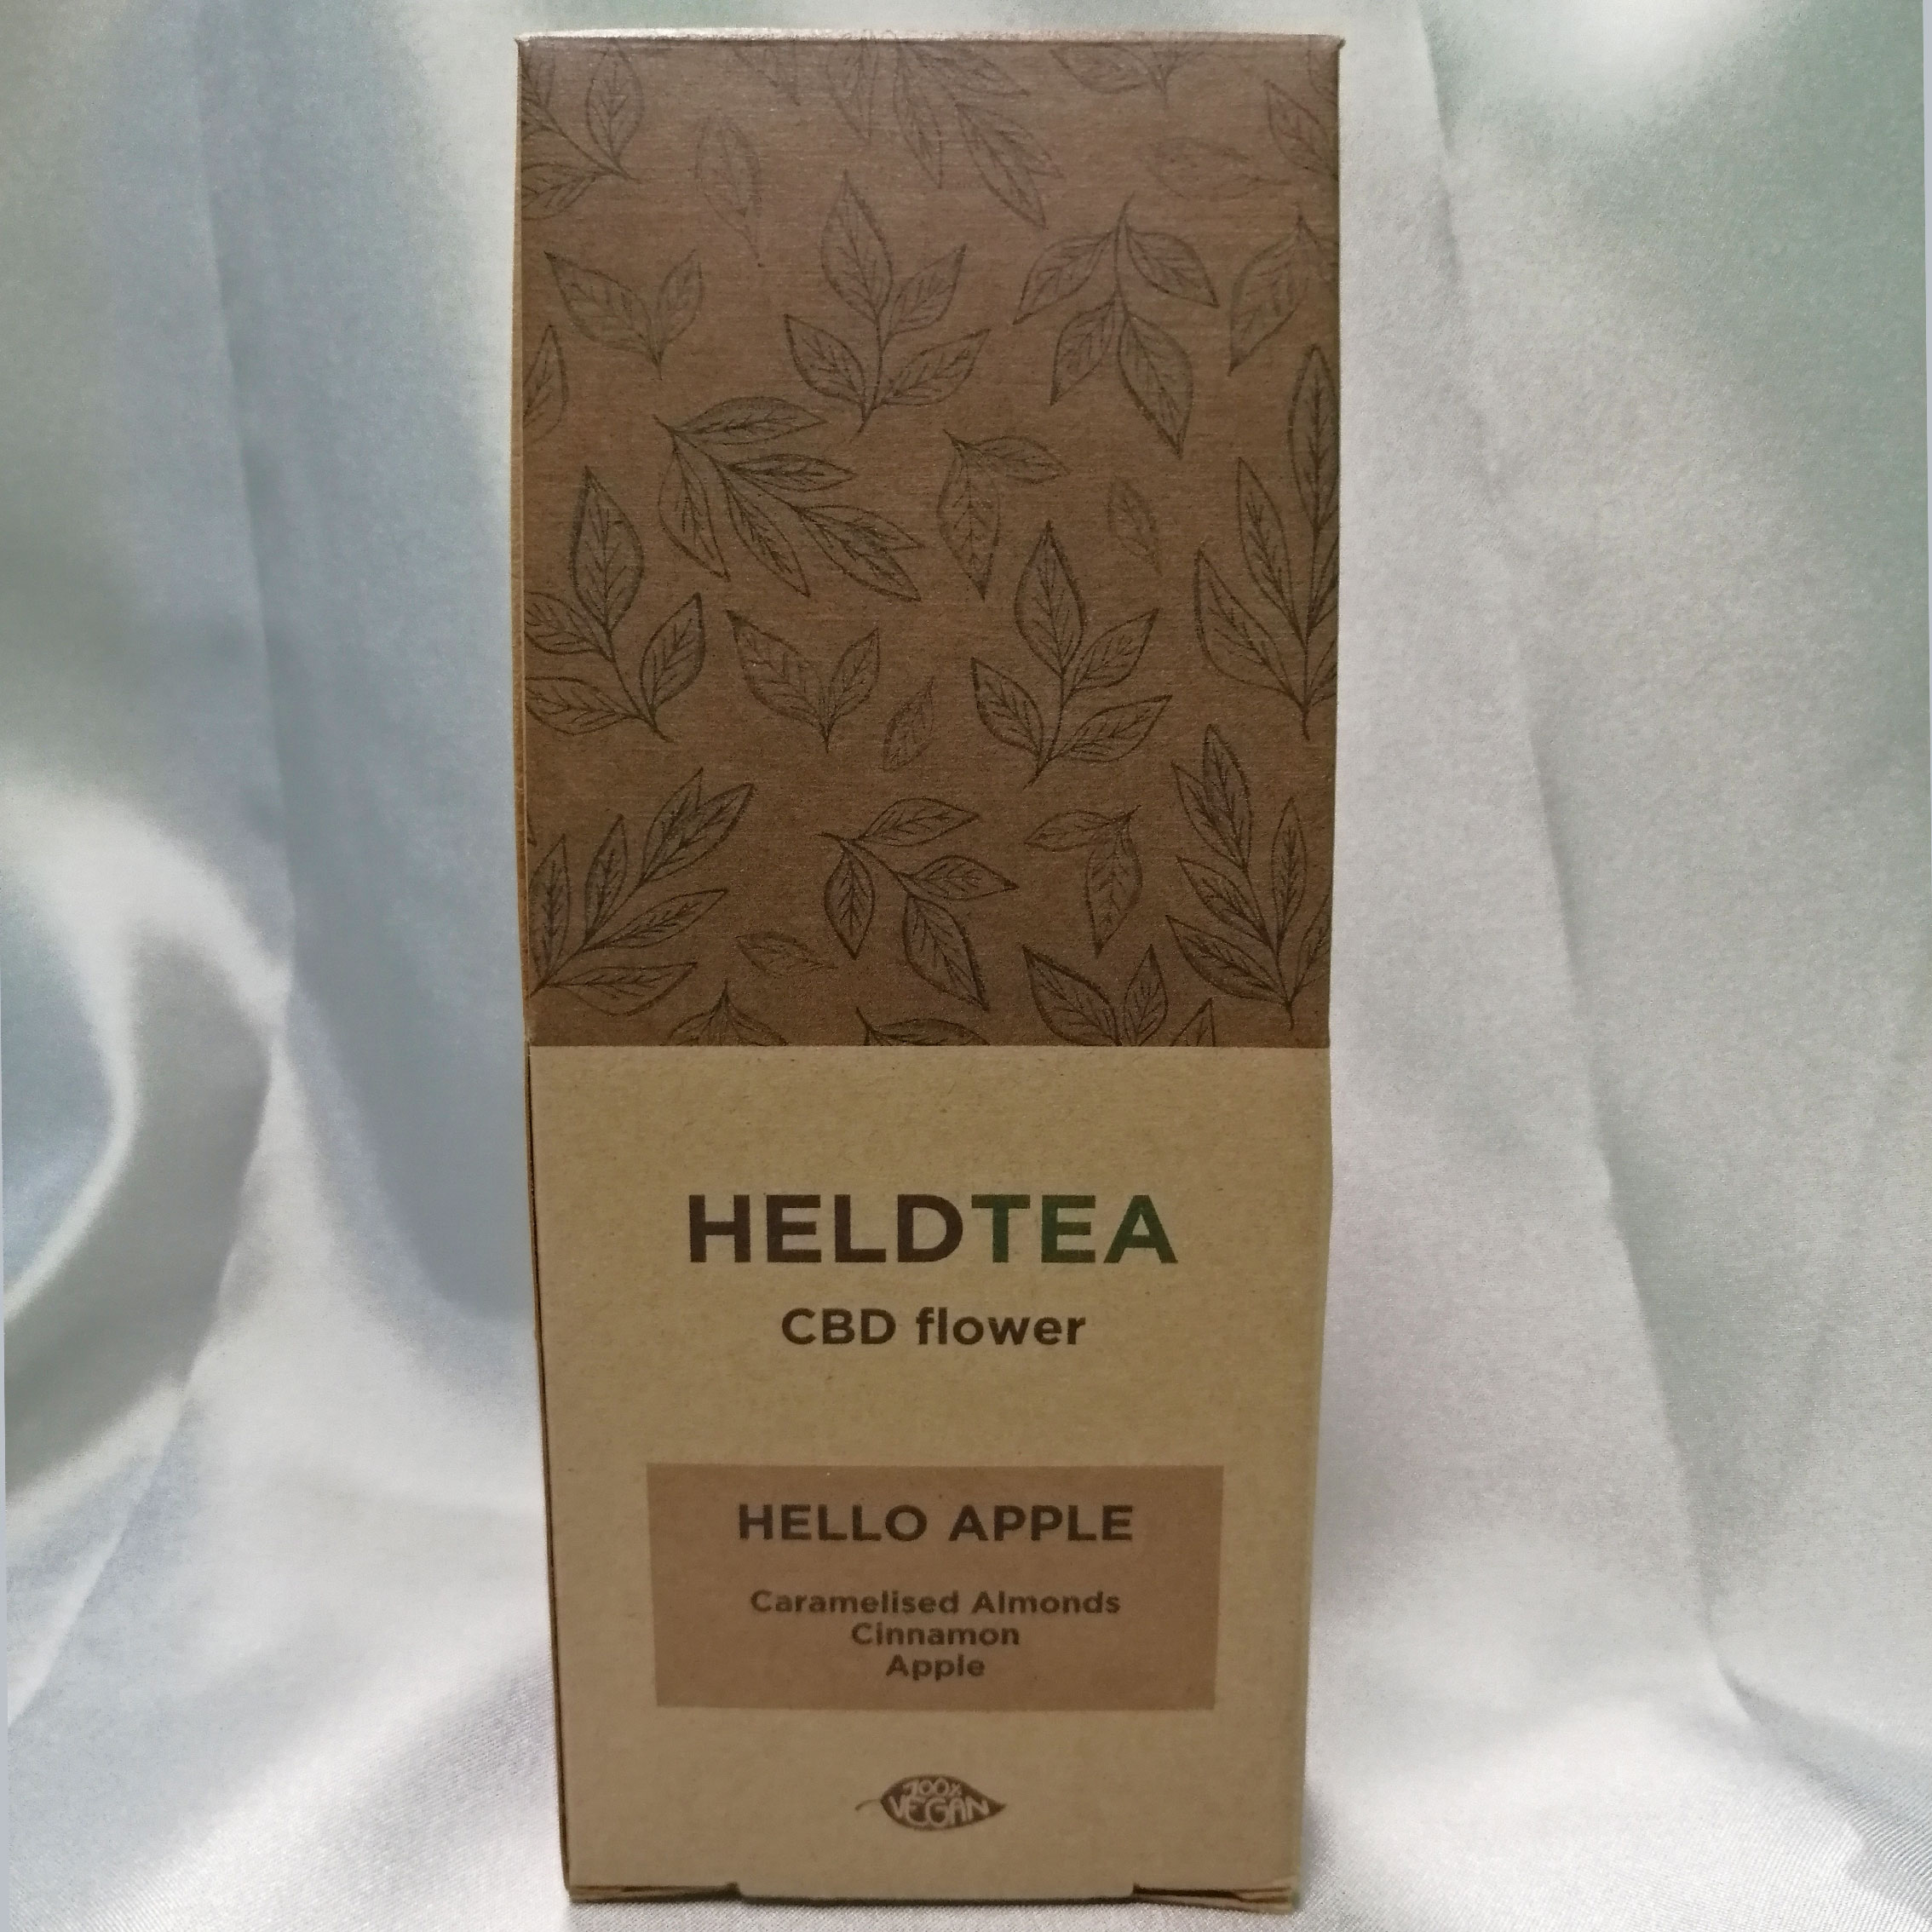 HELDTEA
CBD flower
HELLO APPLE
Caramelised Almonds
Cinnamon
Apple
100%
VEGAN